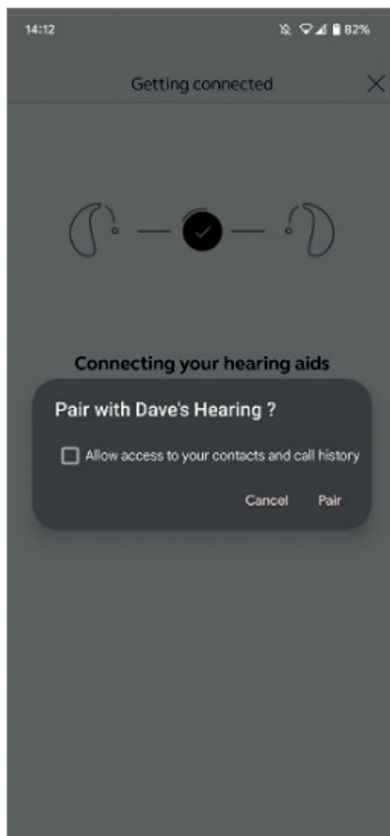 14:12 82%
Getting connected
Connecting your hearing aids
Pair with Dave's Hearing ?
Allow access to your contacts and call history
Cancel Pair